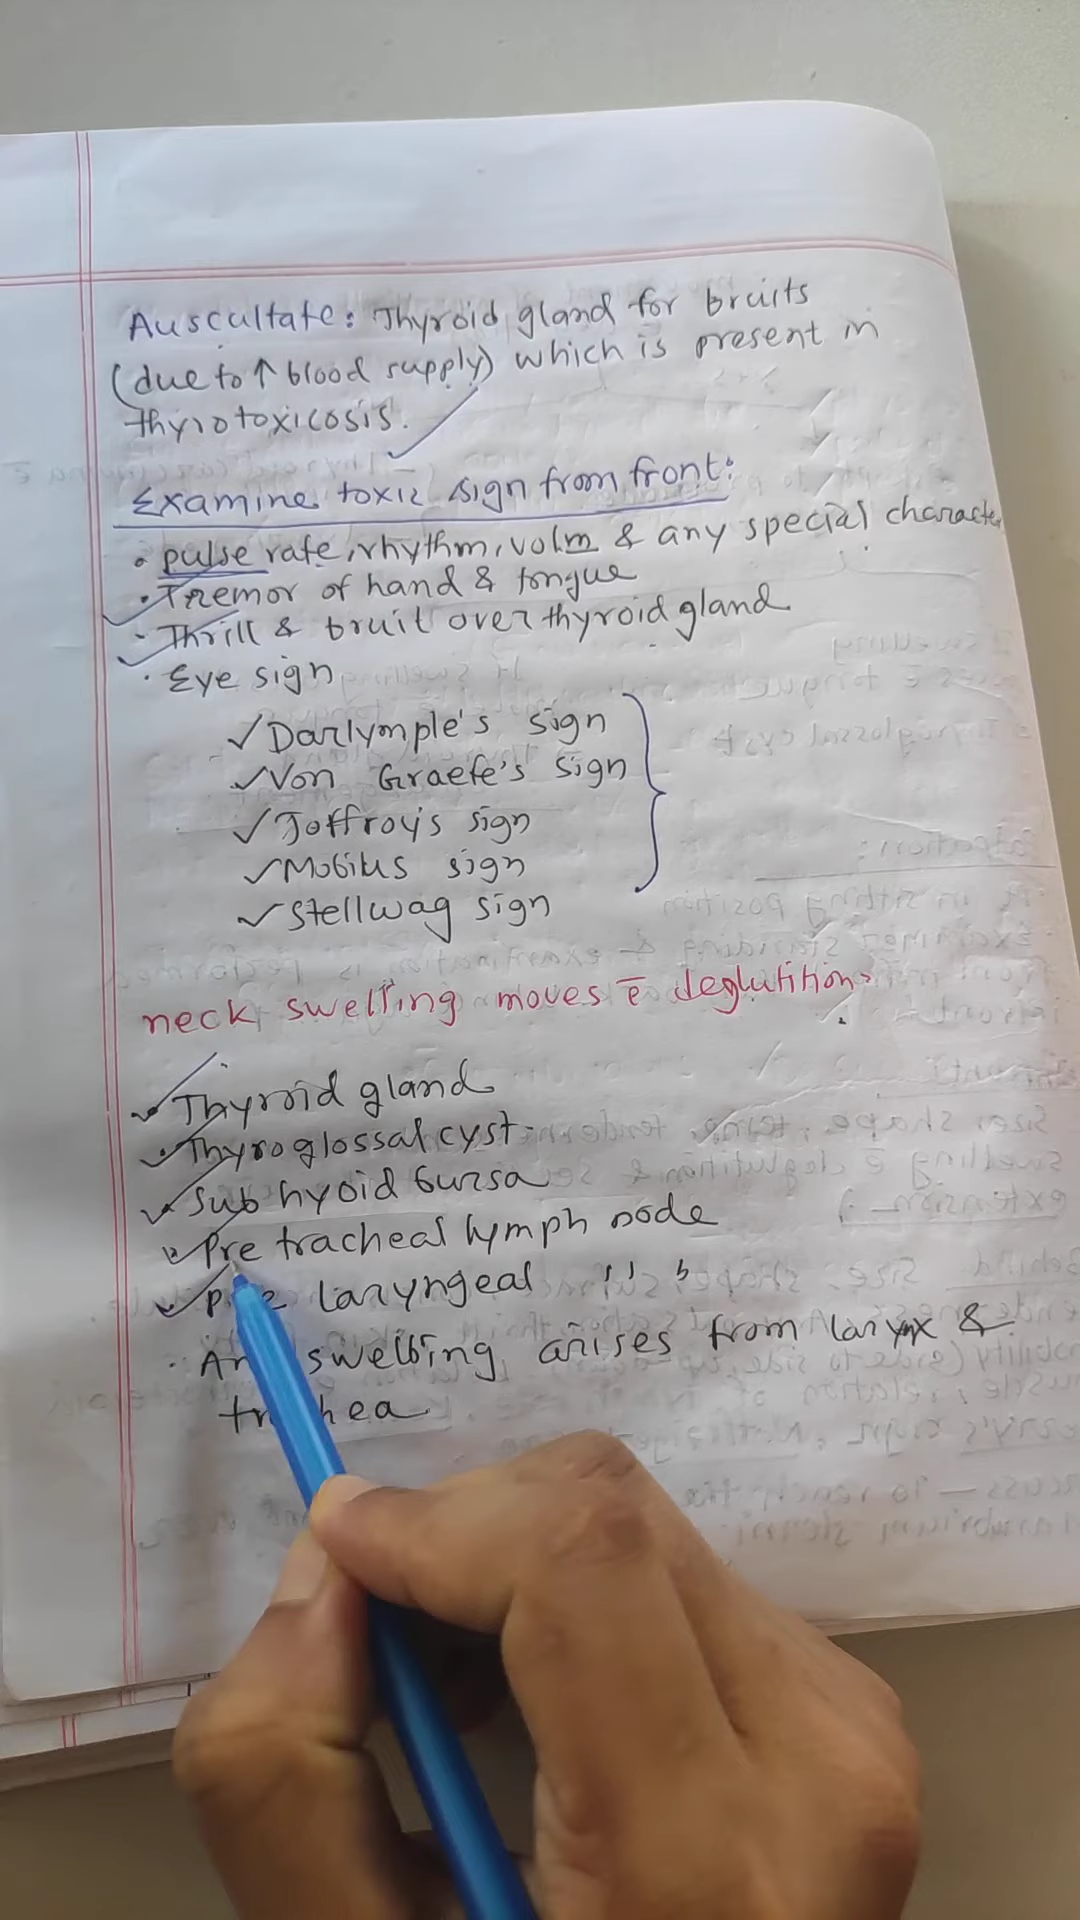 Auscultate: Thyroid gland for bruits
(due to ↑ blood supply) which is present in
thyrotoxicosis.
Examine toxic sign from front:
• pulse rate, rhythm, volm & any special character
• Tremor of hand & tongue
• Thrill & bruit over thyroid gland
• Eye sign
✓ Darlymple's sign
✓ Von Graefe's sign
✓ Joffroy's sign
✓ Mobius sign
✓ Stellwag sign
neck swelling moves c̄ deglutition
• Thyroid gland
• Thyroglossal cyst
• Sub hyoid bursa
• Pre tracheal lymph node
• Pre laryngeal " "
• swelling arises from larynx &